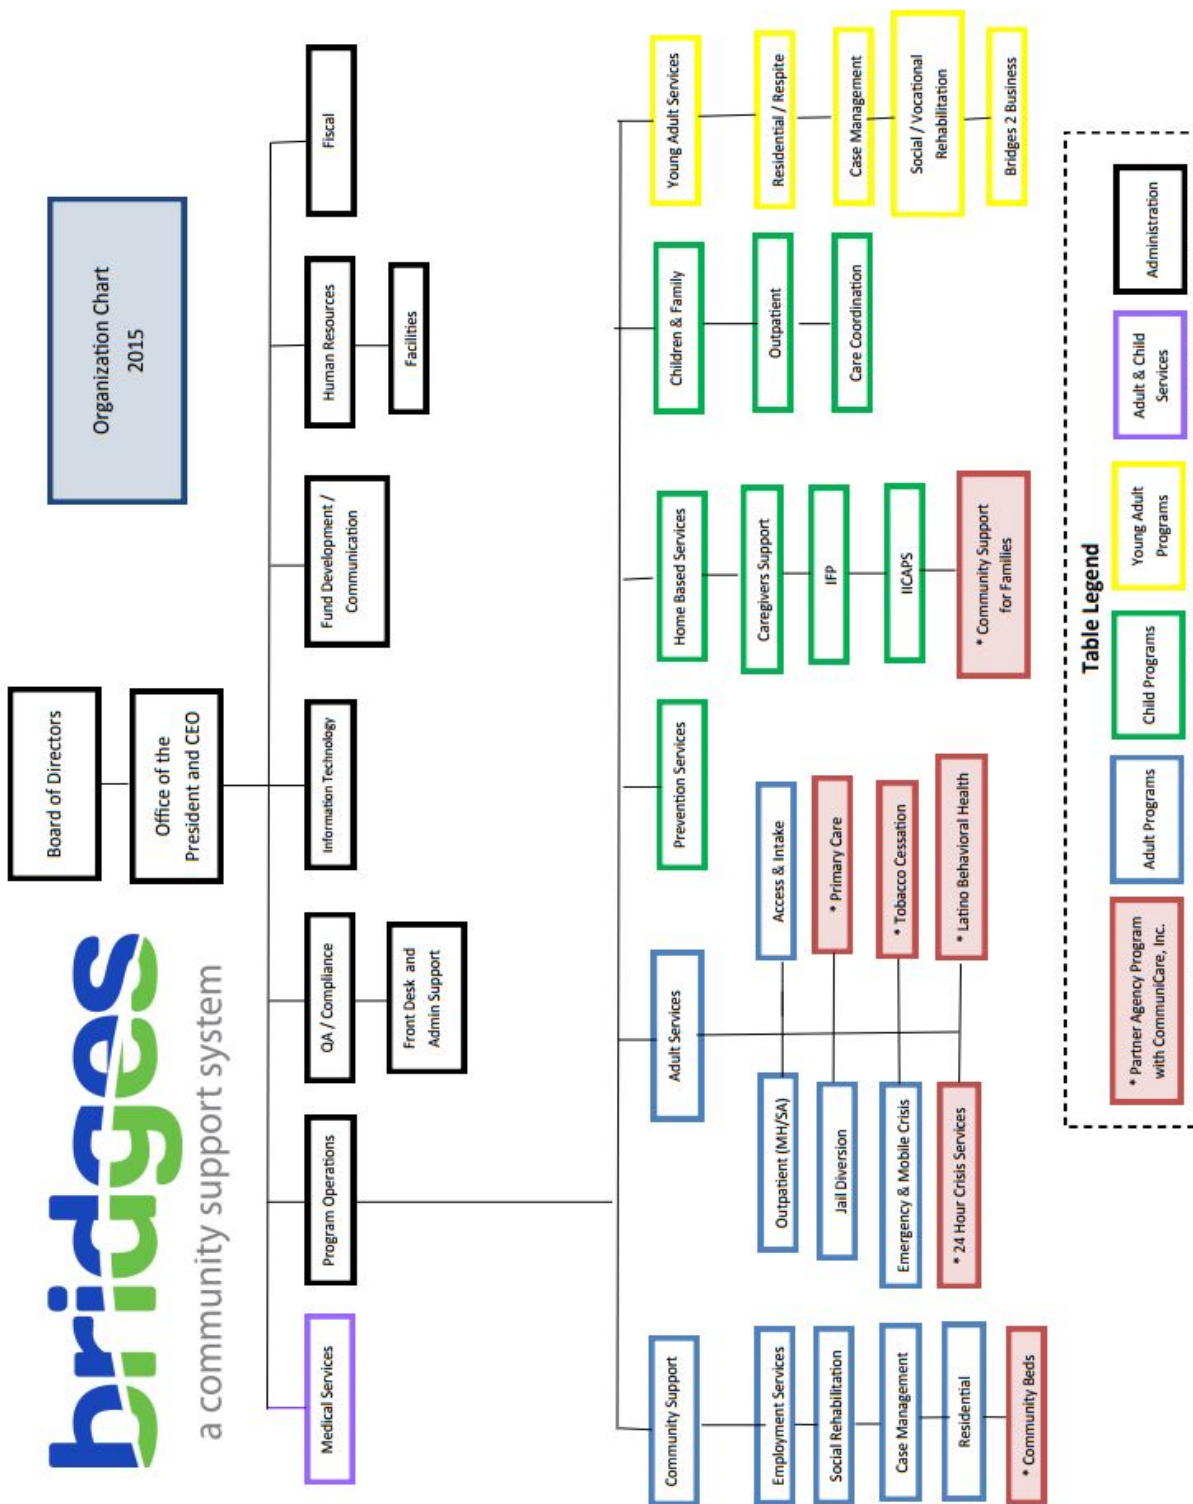 bridges
a community support system
Organization Chart
2015
Board of Directors
Office of the
President and CEO
Medical Services
Program Operations
QA / Compliance
Information Technology
Fund Development /
Communication
Human Resources
Fiscal
Front Desk and
Admin Support
Facilities
Community Support
Employment Services
Social Rehabilitation
Case Management
Residential
* Community Beds
Adult Services
Outpatient (MH/SA)
Access & Intake
Jail Diversion
* Primary Care
Emergency & Mobile Crisis
* Tobacco Cessation
* 24 Hour Crisis Services
* Latino Behavioral Health
Prevention Services
Home Based Services
Caregivers Support
IFP
IICAPS
* Community Support
for Families
Children & Family
Outpatient
Care Coordination
Young Adult Services
Residential / Respite
Case Management
Social / Vocational
Rehabilitation
Bridges 2 Business
Table Legend
* Partner Agency Program
with CommuniCare, Inc.
Adult Programs
Child Programs
Young Adult
Programs
Adult & Child
Services
Administration